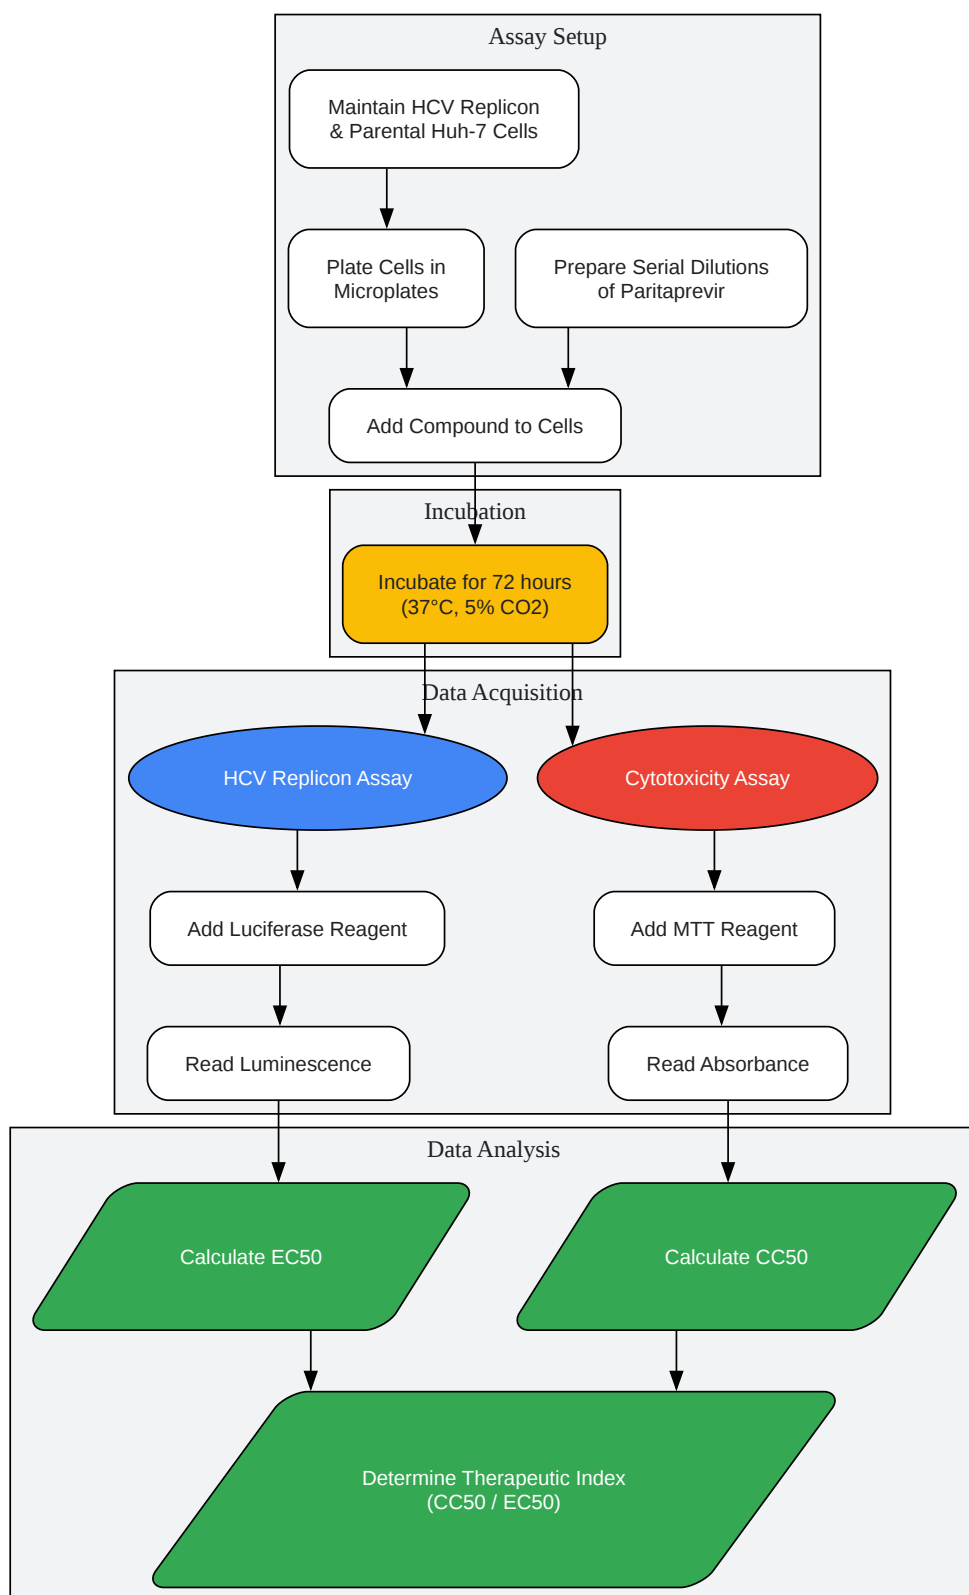 Assay Setup
Maintain HCV Replicon
& Parental Huh-7 Cells
Plate Cells in
Microplates
Prepare Serial Dilutions
of Paritaprevir
Add Compound to Cells
Incubation
Incubate for 72 hours
(37°C, 5% CO2)
Data Acquisition
HCV Replicon Assay
Cytotoxicity Assay
Add Luciferase Reagent
Add MTT Reagent
Read Luminescence
Read Absorbance
Data Analysis
Calculate EC50
Calculate CC50
Determine Therapeutic Index
(CC50 / EC50)